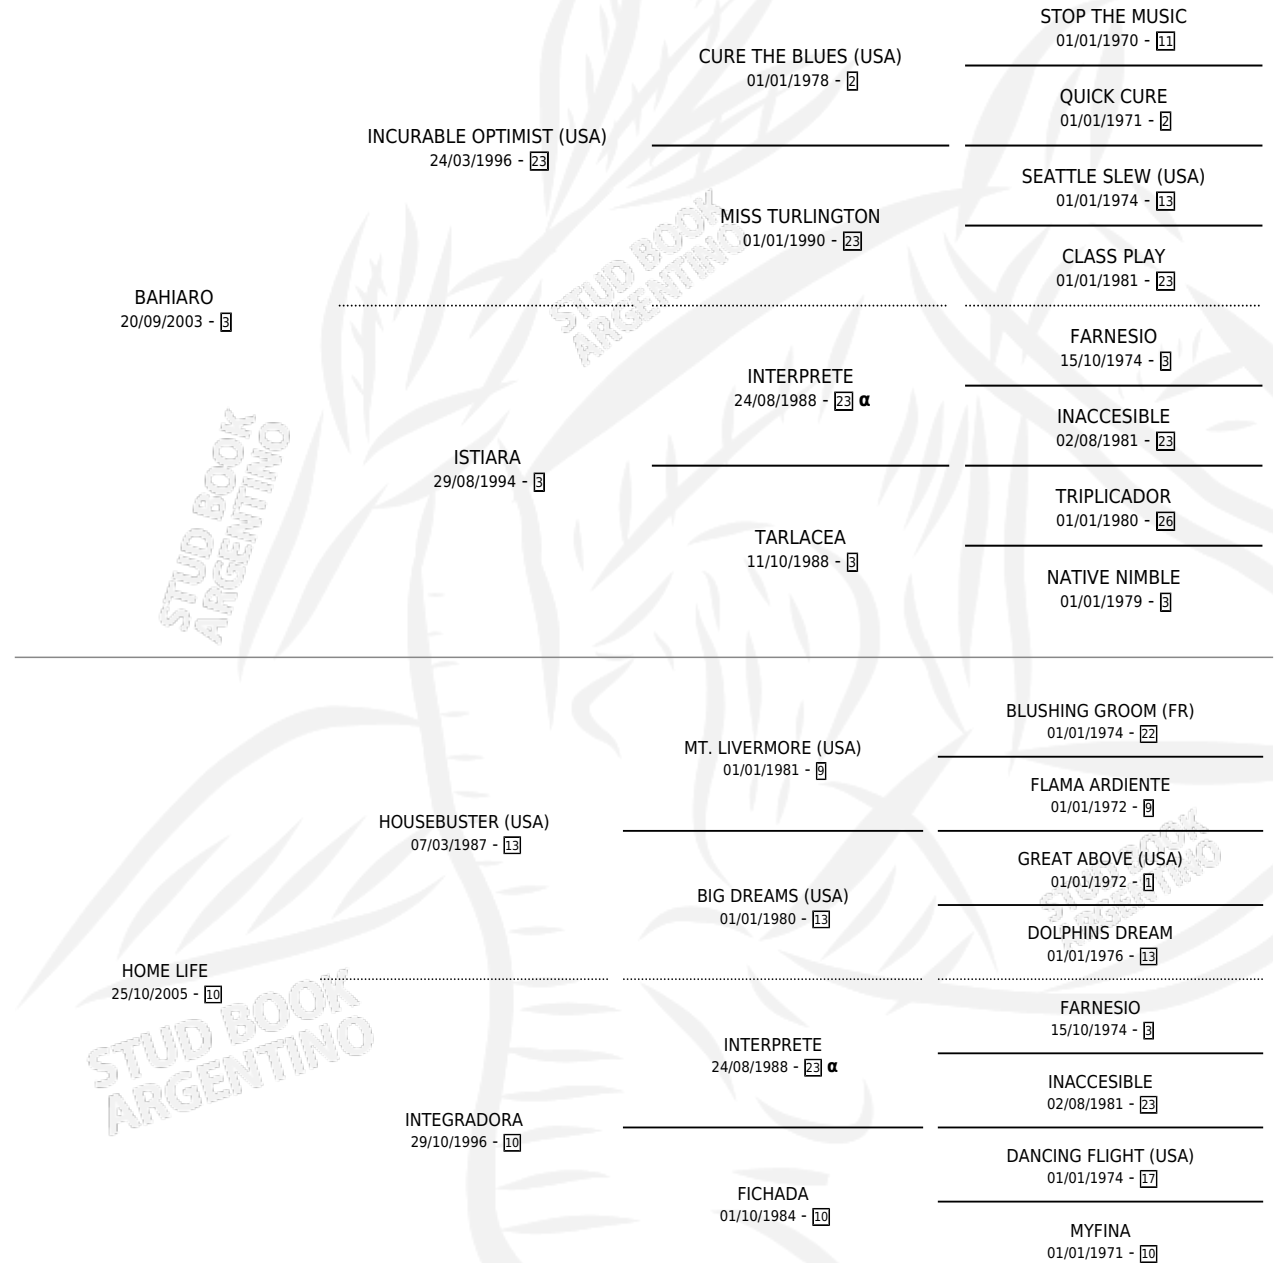 STOP THE MUSIC
01/01/1970 - 11
CURE THE BLUES (USA)
01/01/1978 - 2
QUICK CURE
01/01/1971 - 2
INCURABLE OPTIMIST (USA)
24/03/1996 - 23
SEATTLE SLEW (USA)
01/01/1974 - 13
MISS TURLINGTON
01/01/1990 - 23
CLASS PLAY
01/01/1981 - 23
BAHIARO
20/09/2003 - 3
FARNESIO
15/10/1974 - 3
INTERPRETE
24/08/1988 - 23 α
INACCESIBLE
02/08/1981 - 23
ISTIARA
29/08/1994 - 3
TRIPLICADOR
01/01/1980 - 26
TARLACEA
11/10/1988 - 3
NATIVE NIMBLE
01/01/1979 - 3
BLUSHING GROOM (FR)
01/01/1974 - 22
MT. LIVERMORE (USA)
01/01/1981 - 9
FLAMA ARDIENTE
01/01/1972 - 9
HOUSEBUSTER (USA)
07/03/1987 - 13
GREAT ABOVE (USA)
01/01/1972 - 1
BIG DREAMS (USA)
01/01/1980 - 13
DOLPHINS DREAM
01/01/1976 - 13
HOME LIFE
25/10/2005 - 10
FARNESIO
15/10/1974 - 3
INTERPRETE
24/08/1988 - 23 α
INACCESIBLE
02/08/1981 - 23
INTEGRADORA
29/10/1996 - 10
DANCING FLIGHT (USA)
01/01/1974 - 17
FICHADA
01/10/1984 - 10
MYFINA
01/01/1971 - 10
STUD BOOK
ARGENTINO
STUD BOOK
ARGENTINO
STUD BOOK
ARGENTINO
STUD BOOK
ARGENTINO